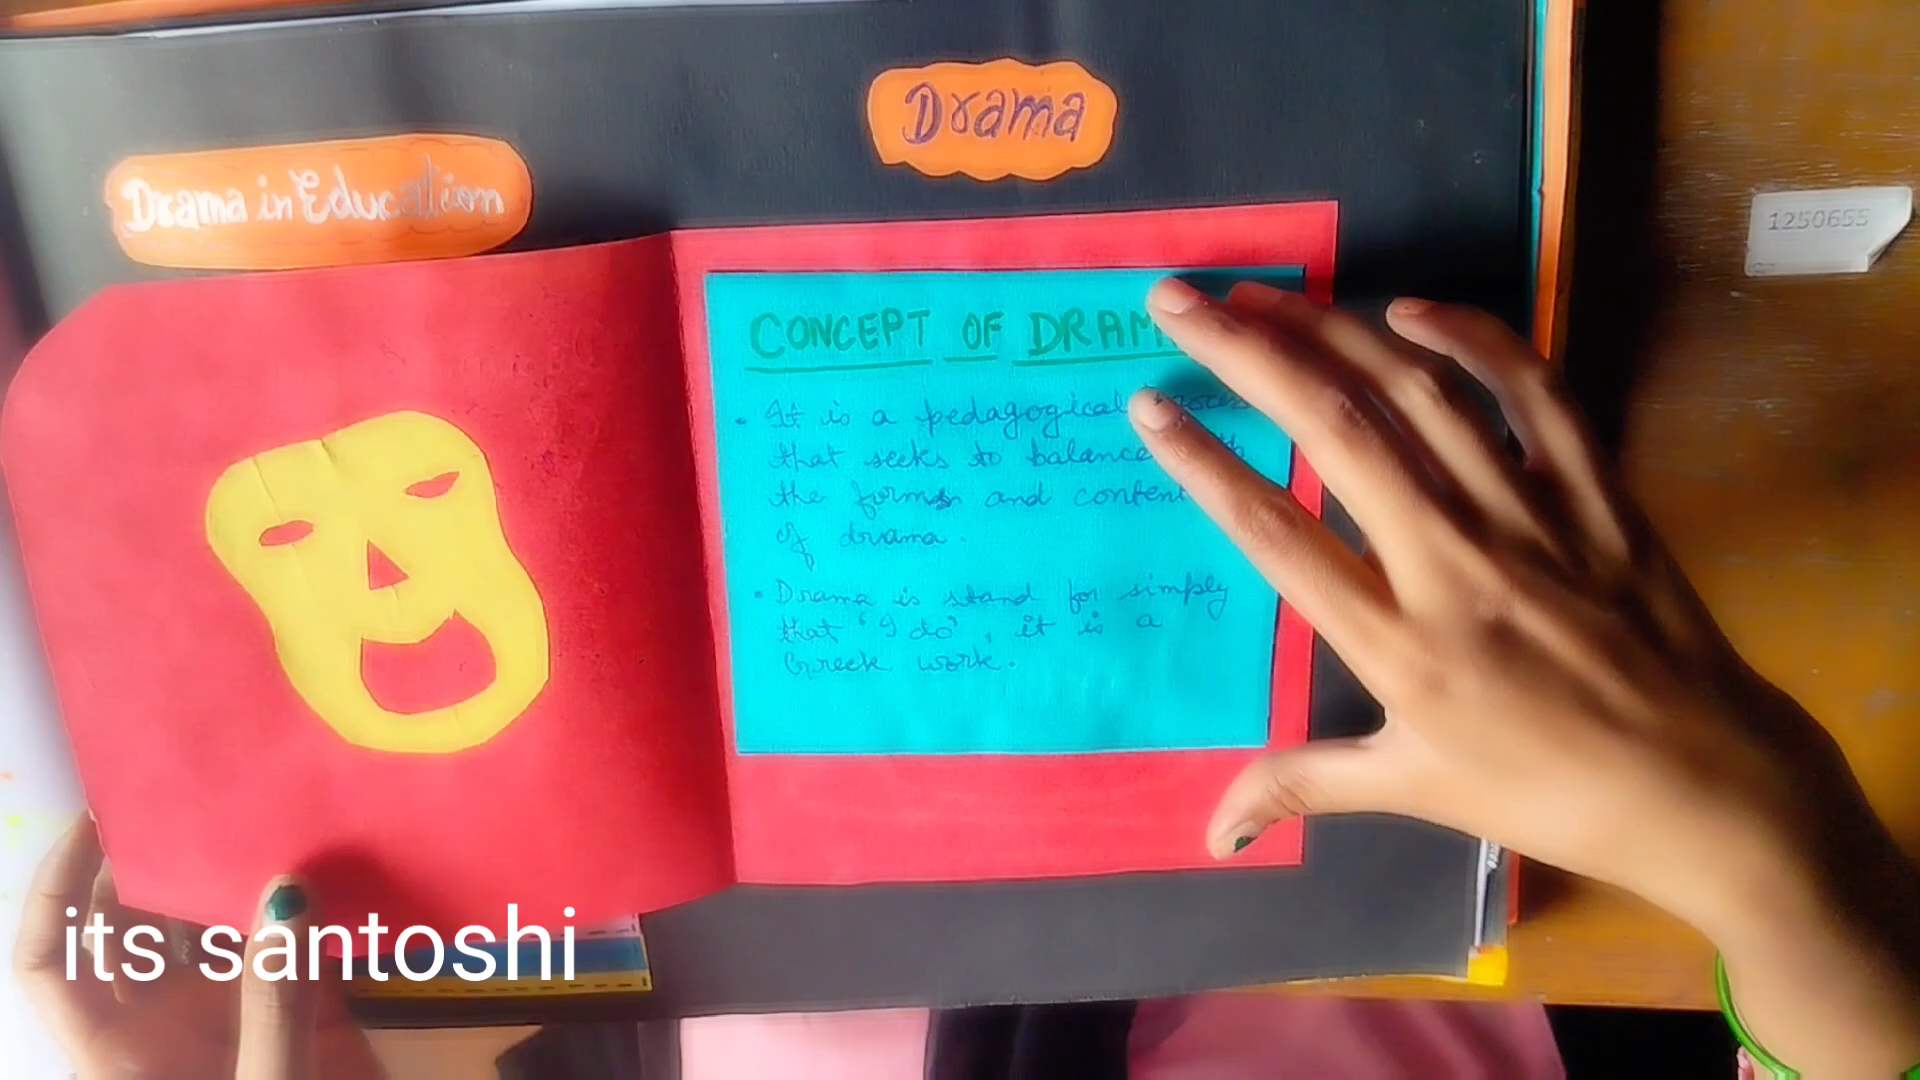 Drama
Drama in Education
1250655
CONCEPT OF DRAM
• It is a pedagogical
that seeks to balance
the forms and content
of drama.
• Drama is stand for simply
that 'I do', it is a
Greek work.
its santoshi